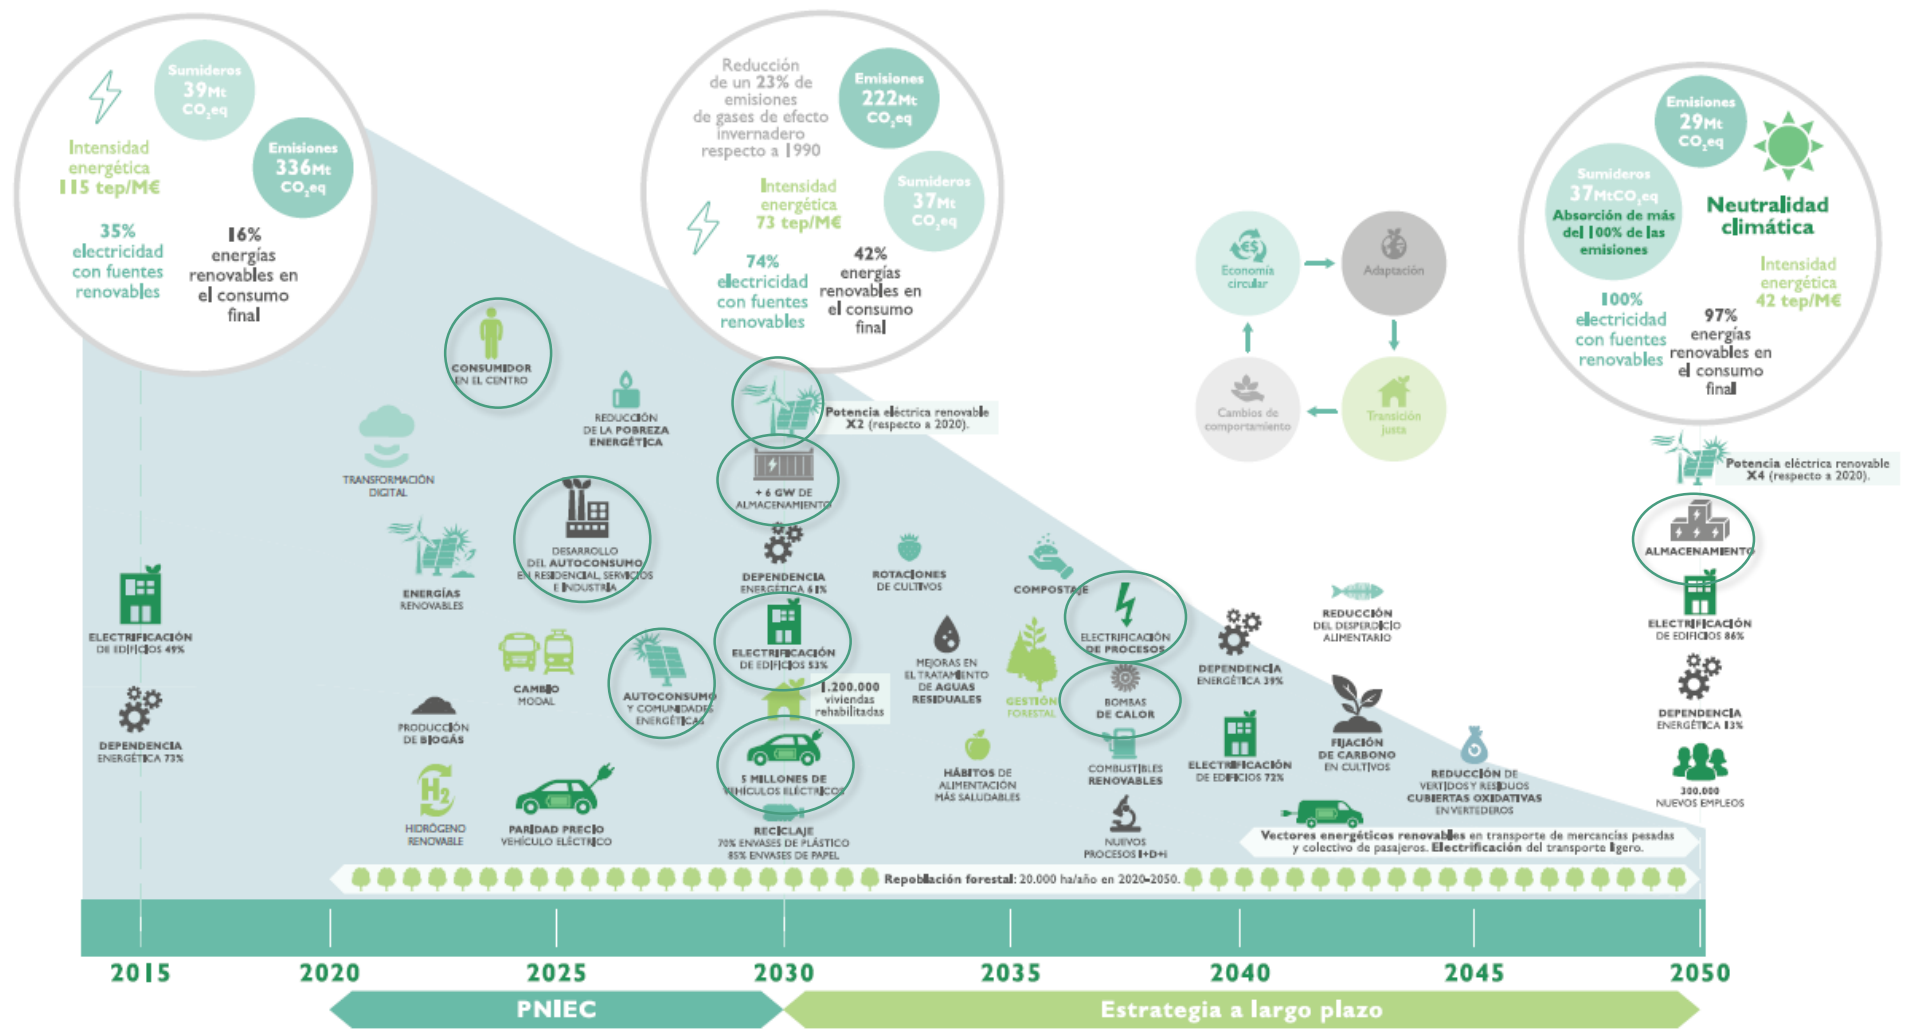 Sumideros
39Mt
CO₂eq
Intensidad
energética
115 tep/M€
Emisiones
336Mt
CO₂eq
35%
electricidad
con fuentes
renovables
16%
energías
renovables en
el consumo
final
Reducción
de un 23% de
emisiones
de gases de efecto
invernadero
respecto a 1990
Emisiones
222Mt
CO₂eq
Intensidad
energética
73 tep/M€
Sumideros
37Mt
CO₂eq
74%
electricidad
con fuentes
renovables
42%
energías
renovables en
el consumo
final
€$
Economía
circular
Adaptación
Cambios de
comportamiento
Transición
justa
Emisiones
29Mt
CO₂eq
Sumideros
37MtCO₂eq
Absorción de más
del 100% de las
emisiones
Neutralidad
climática
Intensidad
energética
42 tep/M€
100%
electricidad
con fuentes
renovables
97%
energías
renovables en
el consumo
final
ELECTRIFICACIÓN
DE EDIFICIOS 49%
DEPENDENCIA
ENERGÉTICA 73%
TRANSFORMACIÓN
DIGITAL
ENERGÍAS
RENOVABLES
PRODUCCIÓN
DE BIOGÁS
H2
HIDRÓGENO
RENOVABLE
CONSUMIDOR
EN EL CENTRO
REDUCCIÓN
DE LA POBREZA
ENERGÉTICA
DESARROLLO
DEL AUTOCONSUMO
EN RESIDENCIAL, SERVICIOS
E INDUSTRIA
CAMBIO
MODAL
AUTOCONSUMO
Y COMUNIDADES
ENERGÉTICAS
PARIDAD PRECIO
VEHÍCULO ELÉCTRICO
Potencia eléctrica renovable
X2 (respecto a 2020).
+ 6 GW DE
ALMACENAMIENTO
DEPENDENCIA
ENERGÉTICA 61%
ELECTRIFICACIÓN
DE EDIFICIOS 53%
1.200.000
viviendas
rehabilitadas
5 MILLONES DE
VEHÍCULOS ELÉCTRICOS
RECICLAJE
70% ENVASES DE PLÁSTICO
85% ENVASES DE PAPEL
ROTACIONES
DE CULTIVOS
MEJORAS EN
EL TRATAMIENTO
DE AGUAS
RESIDUALES
HÁBITOS DE
ALIMENTACIÓN
MÁS SALUDABLES
COMPOSTAJE
GESTIÓN
FORESTAL
ELECTRIFICACIÓN
DE PROCESOS
BOMBAS
DE CALOR
COMBUSTIBLES
RENOVABLES
NUEVOS
PROCESOS I+D+i
DEPENDENCIA
ENERGÉTICA 39%
ELECTRIFICACIÓN
DE EDIFICIOS 72%
REDUCCIÓN
DEL DESPERDICIO
ALIMENTARIO
FIJACIÓN
DE CARBONO
EN CULTIVOS
REDUCCIÓN DE
VERTIDOS Y RESIDUOS
CUBIERTAS OXIDATIVAS
EN VERTEDEROS
Potencia eléctrica renovable
X4 (respecto a 2020).
ALMACENAMIENTO
ELECTRIFICACIÓN
DE EDIFICIOS 86%
DEPENDENCIA
ENERGÉTICA 13%
300.000
NUEVOS EMPLEOS
Vectores energéticos renovables en transporte de mercancías pesadas
y colectivo de pasajeros. Electrificación del transporte ligero.
Repoblación forestal: 20.000 ha/año en 2020-2050.
2015
2020
2025
2030
2035
2040
2045
2050
PNIEC
Estrategia a largo plazo